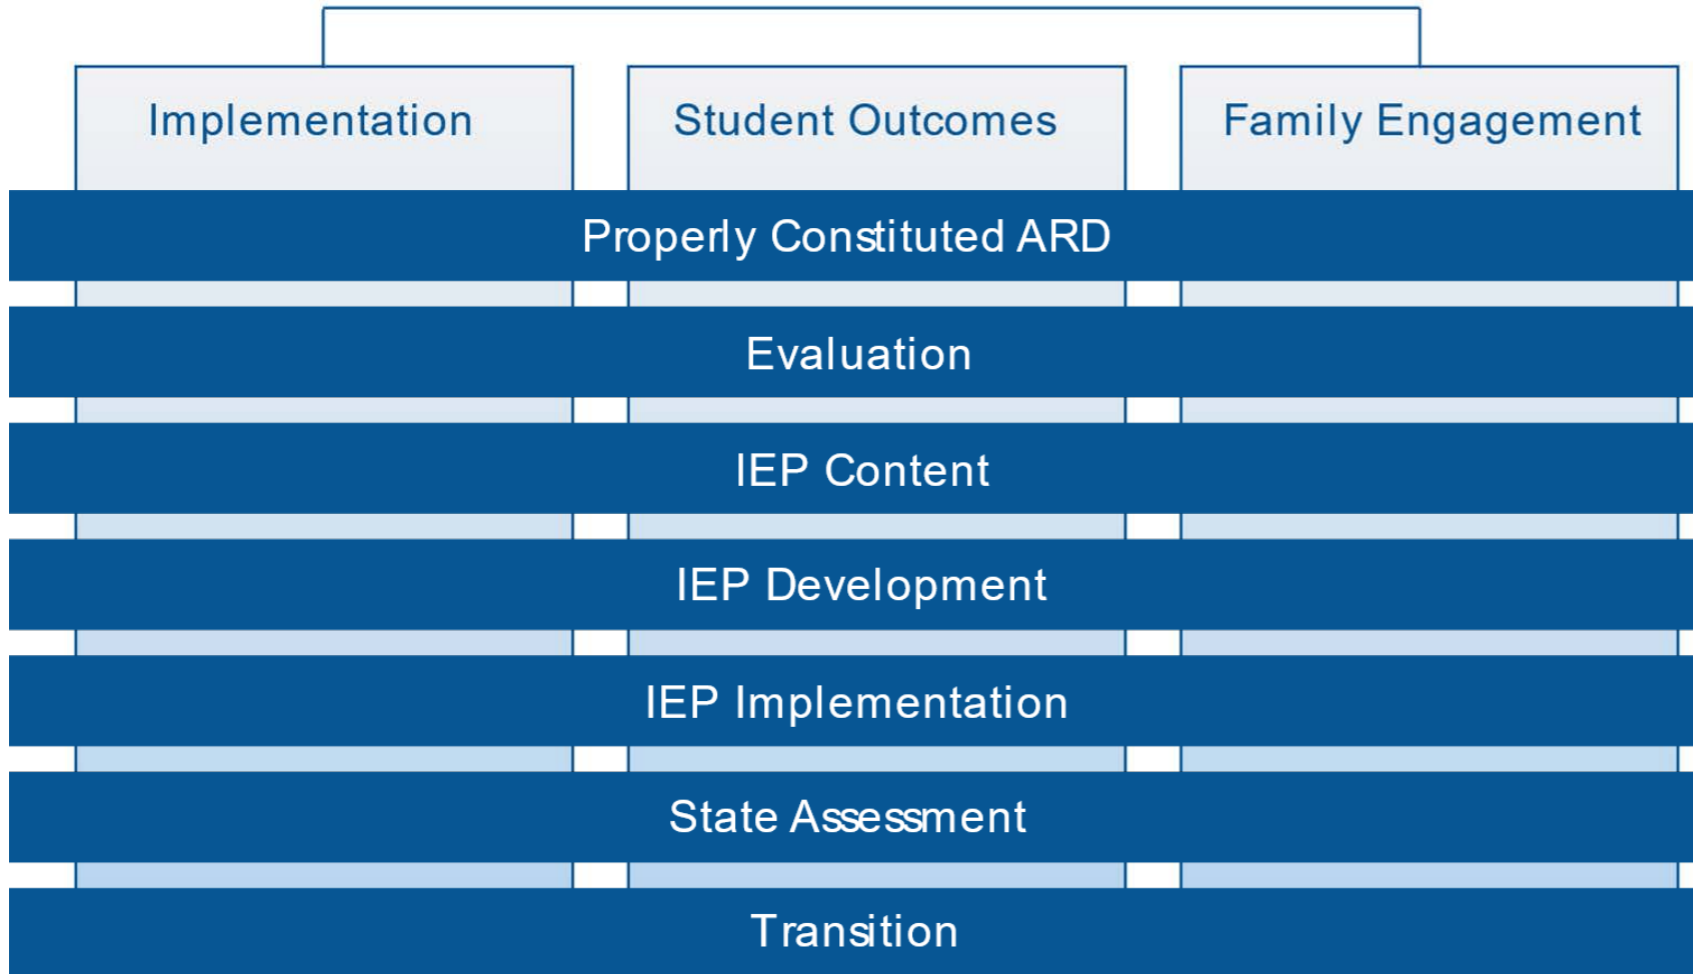 Implementation
Student Outcomes
Family Engagement
Properly Constituted ARD
Evaluation
IEP Content
IEP Development
IEP Implementation
State Assessment
Transition